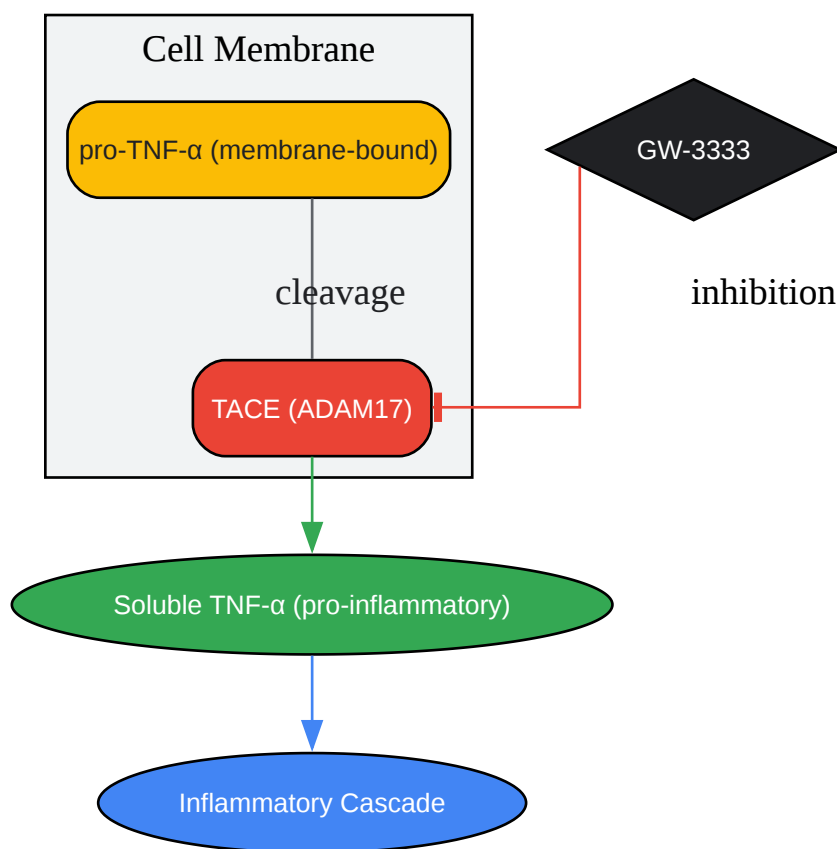 Cell Membrane
pro-TNF-α (membrane-bound)
GW-3333
cleavage
inhibition
TACE (ADAM17)
Soluble TNF-α (pro-inflammatory)
Inflammatory Cascade